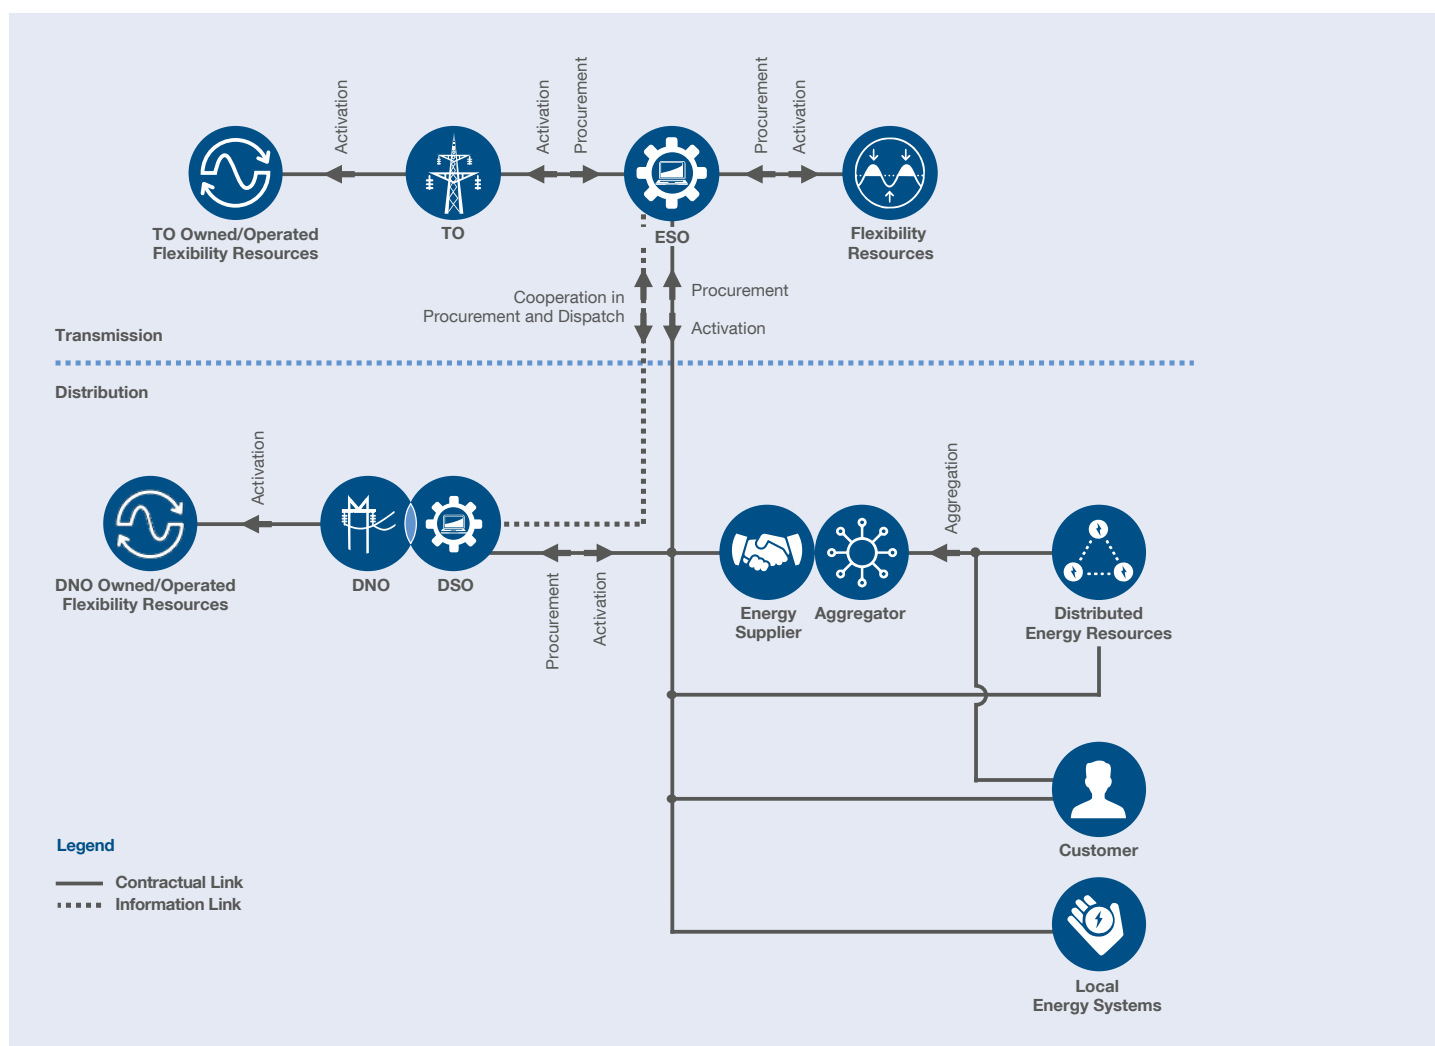 Activation
Activation
Procurement
Procurement
Activation
TO Owned/Operated
Flexibility Resources
TO
ESO
Flexibility
Resources
Cooperation in
Procurement and Dispatch
Procurement
Activation
Transmission
Distribution
Activation
Aggregation
DNO Owned/Operated
Flexibility Resources
DNO
DSO
Procurement
Activation
Energy
Supplier
Aggregator
Distributed
Energy Resources
Customer
Legend
Contractual Link
Information Link
Local
Energy Systems